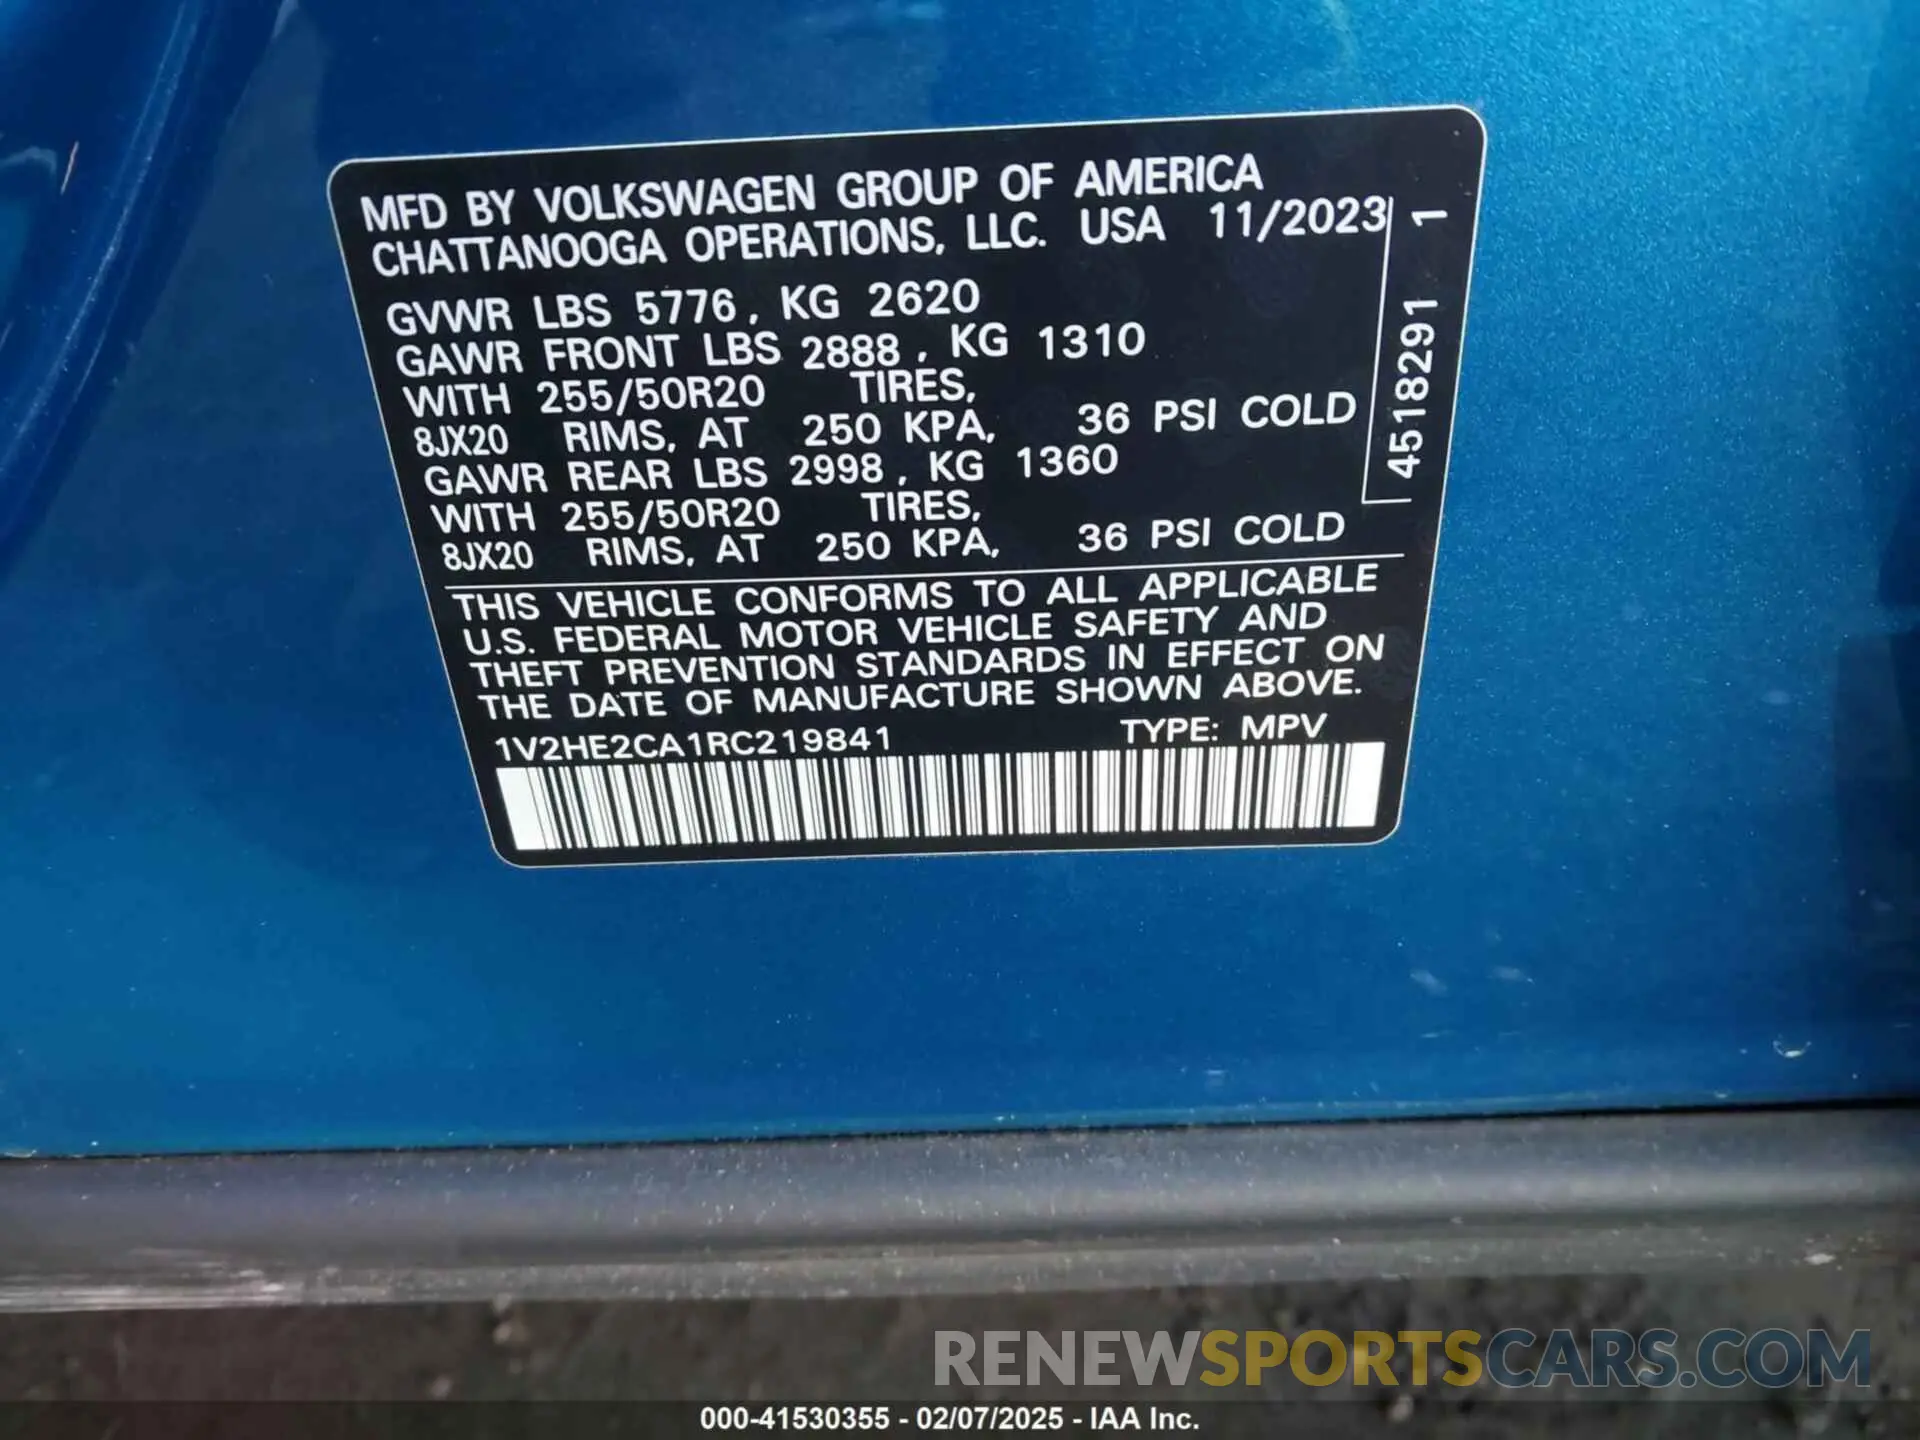 MFD BY VOLKSWAGEN GROUP OF AMERICA
CHATTANOOGA OPERATIONS, LLC. USA 11/2023
GVWR LBS 5776, KG 2620
GAWR FRONT LBS 2888, KG 1310
WITH 255/50R20 TIRES,
8JX20 RIMS, AT 250 KPA, 36 PSI COLD
GAWR REAR LBS 2998, KG 1360
WITH 255/50R20 TIRES,
8JX20 RIMS, AT 250 KPA, 36 PSI COLD
4518291 1
THIS VEHICLE CONFORMS TO ALL APPLICABLE
U.S. FEDERAL MOTOR VEHICLE SAFETY AND
THEFT PREVENTION STANDARDS IN EFFECT ON
THE DATE OF MANUFACTURE SHOWN ABOVE.
1V2HE2CA1RC219841 TYPE: MPV
RENEWSPORTSCARS.COM
000-41530355 - 02/07/2025 - IAA Inc.